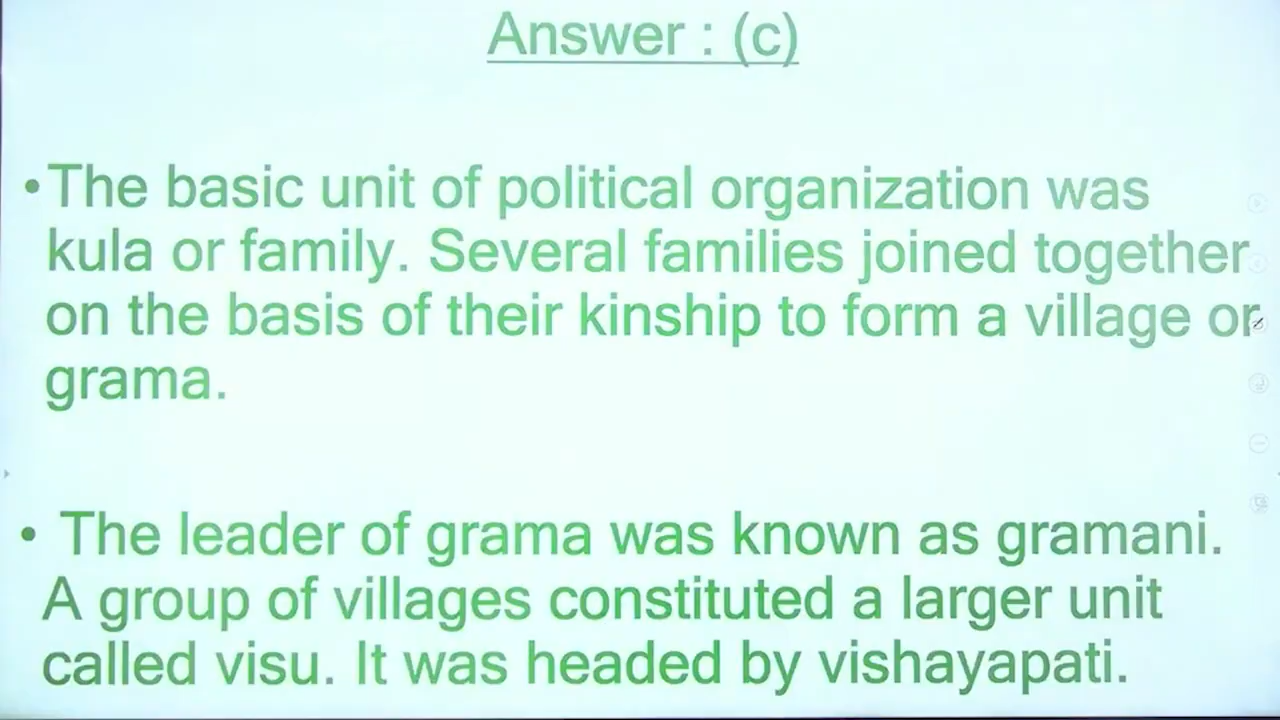 Answer : (c)
•The basic unit of political organization was
kula or family. Several families joined together
on the basis of their kinship to form a village or
grama.
• The leader of grama was known as gramani.
A group of villages constituted a larger unit
called visu. It was headed by vishayapati.